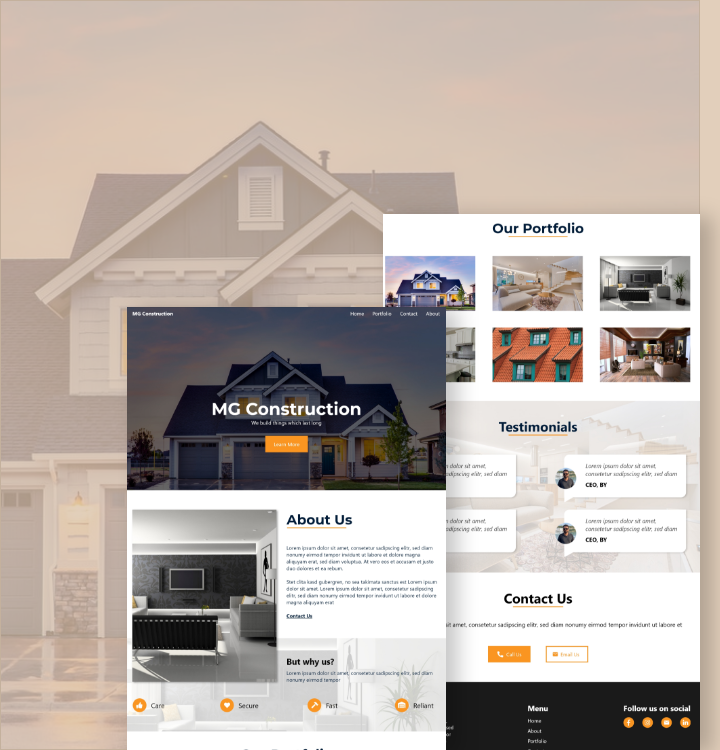 Our Portfolio
MG Construction
Home Portfolio Contact About
MG Construction
We build things which last long
Learn More
About Us
Lorem ipsum dolor sit amet, consetetur sadipscing elitr, sed diam
nonumy eirmod tempor invidunt ut labore et dolore magna
aliquyam erat, sed diam voluptua. At vero eos et accusam et justo
duo dolores et ea rebum.
Stet clita kasd gubergren, no sea takimata sanctus est Lorem ipsum
dolor sit amet. Lorem ipsum dolor sit amet, consetetur sadipscing
elitr, sed diam nonumy eirmod tempor invidunt ut labore et dolore
magna aliquyam erat
Contact Us
But why us?
Lorem ipsum dolor sit amet, consetetur sadipscing elitr, sed diam
nonumy eirmod tempor
Care
Secure
Fast
Reliant
Testimonials
dolor sit amet,
sadipscing elitr, sed diam
Lorem ipsum dolor sit amet,
consetetur sadipscing elitr, sed diam
CEO, BY
dolor sit amet,
sadipscing elitr, sed diam
Lorem ipsum dolor sit amet,
consetetur sadipscing elitr, sed diam
CEO, BY
Contact Us
sit amet, consetetur sadipscing elitr, sed diam nonumy eirmod tempor invidunt ut labore et
Call Us
Email Us
Menu
Home
About
Portfolio
Follow us on social